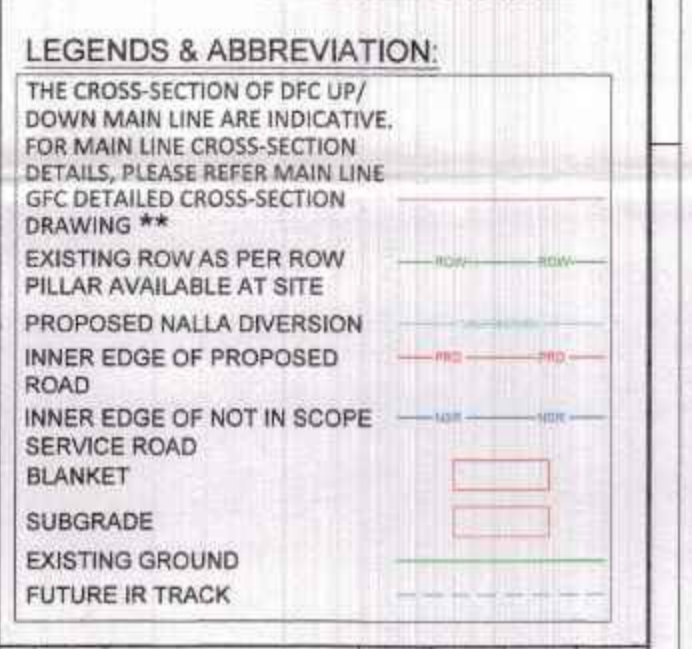 LEGENDS & ABBREVIATION:
THE CROSS-SECTION OF DFC UP/
DOWN MAIN LINE ARE INDICATIVE.
FOR MAIN LINE CROSS-SECTION
DETAILS, PLEASE REFER MAIN LINE
GFC DETAILED CROSS-SECTION
DRAWING **
EXISTING ROW AS PER ROW ROW ROW
PILLAR AVAILABLE AT SITE
PROPOSED NALLA DIVERSION
INNER EDGE OF PROPOSED PRD PRD
ROAD
INNER EDGE OF NOT IN SCOPE NSR NSR
SERVICE ROAD
BLANKET
SUBGRADE
EXISTING GROUND
FUTURE IR TRACK